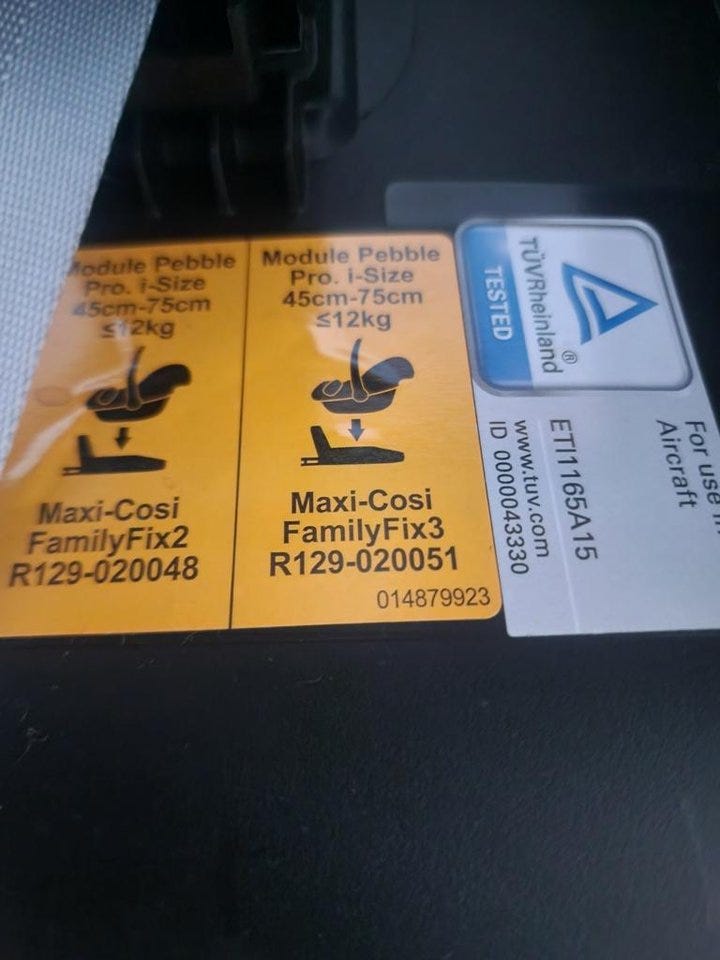 Module Pebble
Pro. i-Size
45cm-75cm
≤12kg
Maxi-Cosi
FamilyFix2
R129-020048
Module Pebble
Pro. i-Size
45cm-75cm
≤12kg
Maxi-Cosi
FamilyFix3
R129-020051
014879923
TÜVRheinland®
TESTED
For use in
Aircraft
ETI1165A15
www.tuv.com
ID 0000043330